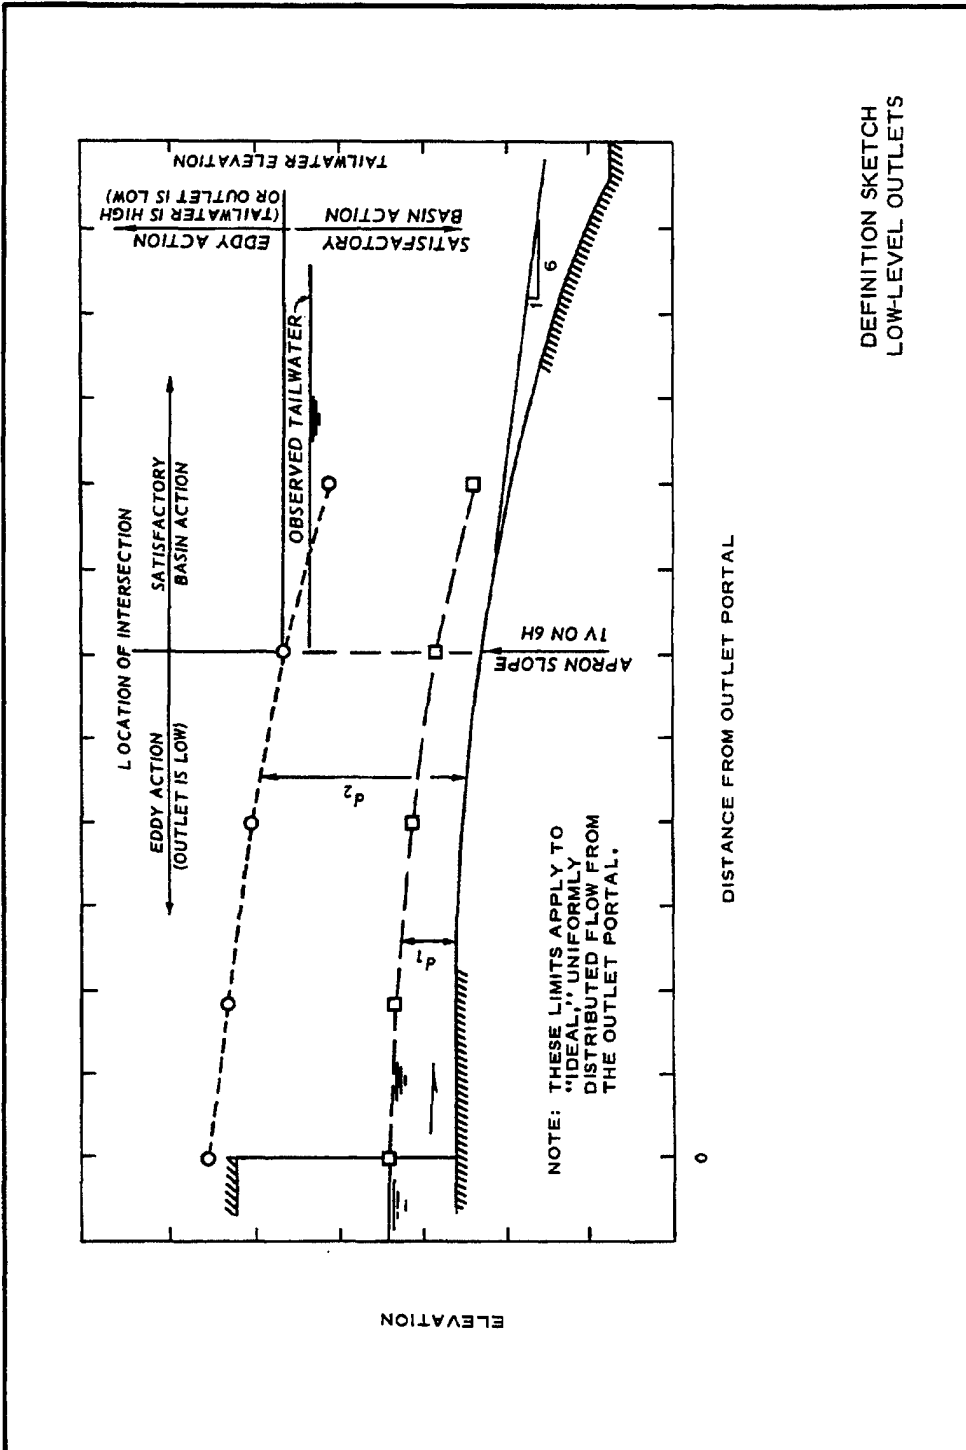 LOCATION OF INTERSECTION
EDDY ACTION
(OUTLET IS LOW)
SATISFACTORY
BASIN ACTION
OBSERVED TAILWATER
EDDY ACTION
(TAILWATER IS HIGH
OR OUTLET IS LOW)
SATISFACTORY
BASIN ACTION
TAILWATER ELEVATION
ELEVATION
d2
d1
APRON SLOPE
1V ON 6H
1
6
NOTE: THESE LIMITS APPLY TO
"IDEAL," UNIFORMLY
DISTRIBUTED FLOW FROM
THE OUTLET PORTAL.
0
DISTANCE FROM OUTLET PORTAL
DEFINITION SKETCH
LOW-LEVEL OUTLETS